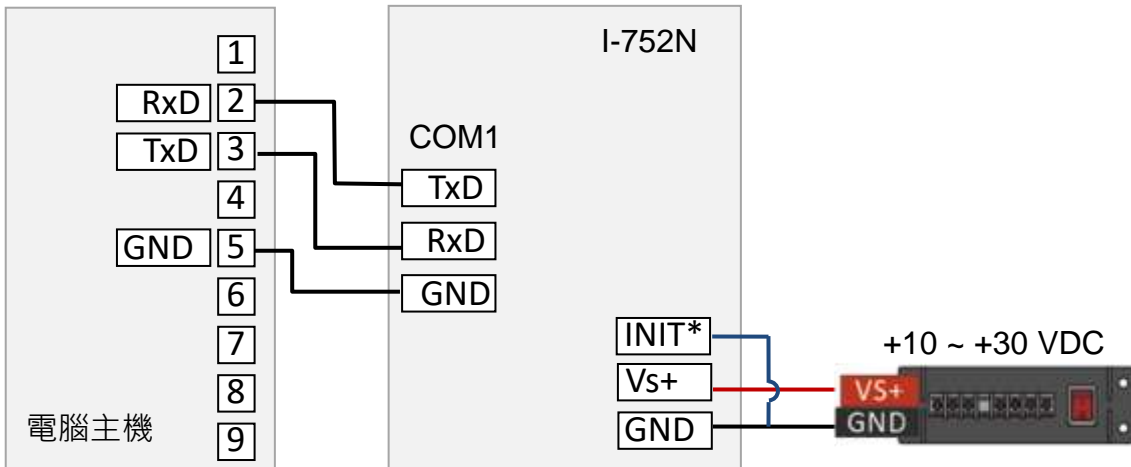 1
RxD 2
TxD 3
4
GND 5
6
7
8
9
電腦主機
I-752N
COM1
TxD
RxD
GND
INIT*
Vs+
GND
+10 ~ +30 VDC
VS+
GND